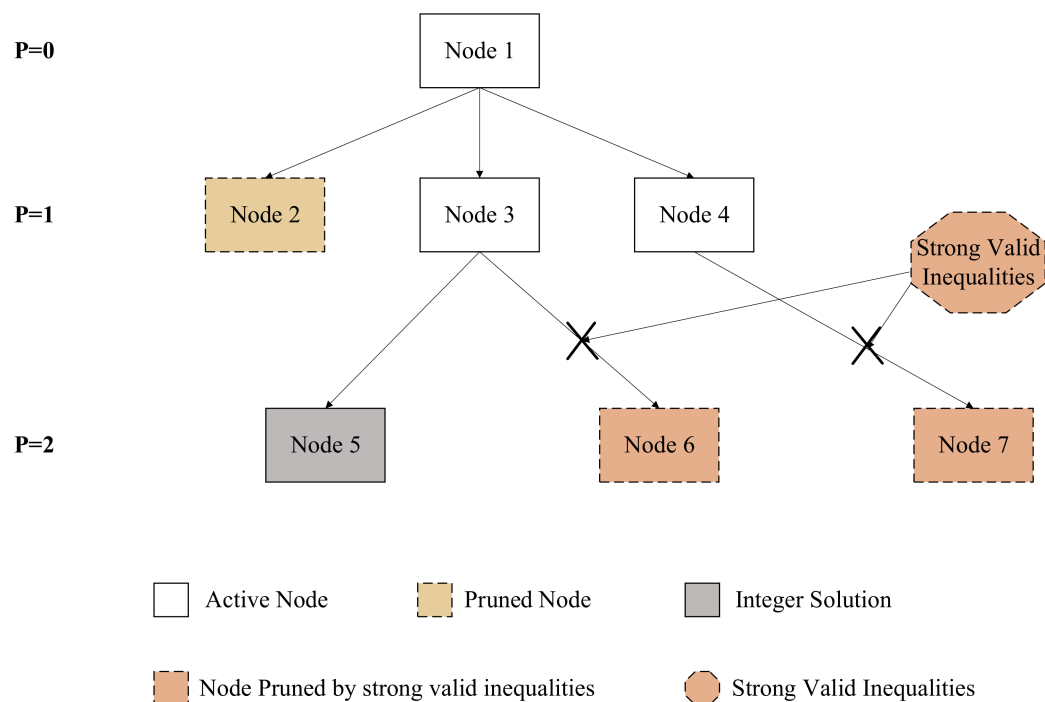 P=0
Node 1
P=1
Node 2
Node 3
Node 4
Strong Valid
Inequalities
P=2
Node 5
Node 6
Node 7
Active Node
Pruned Node
Integer Solution
Node Pruned by strong valid inequalities
Strong Valid Inequalities